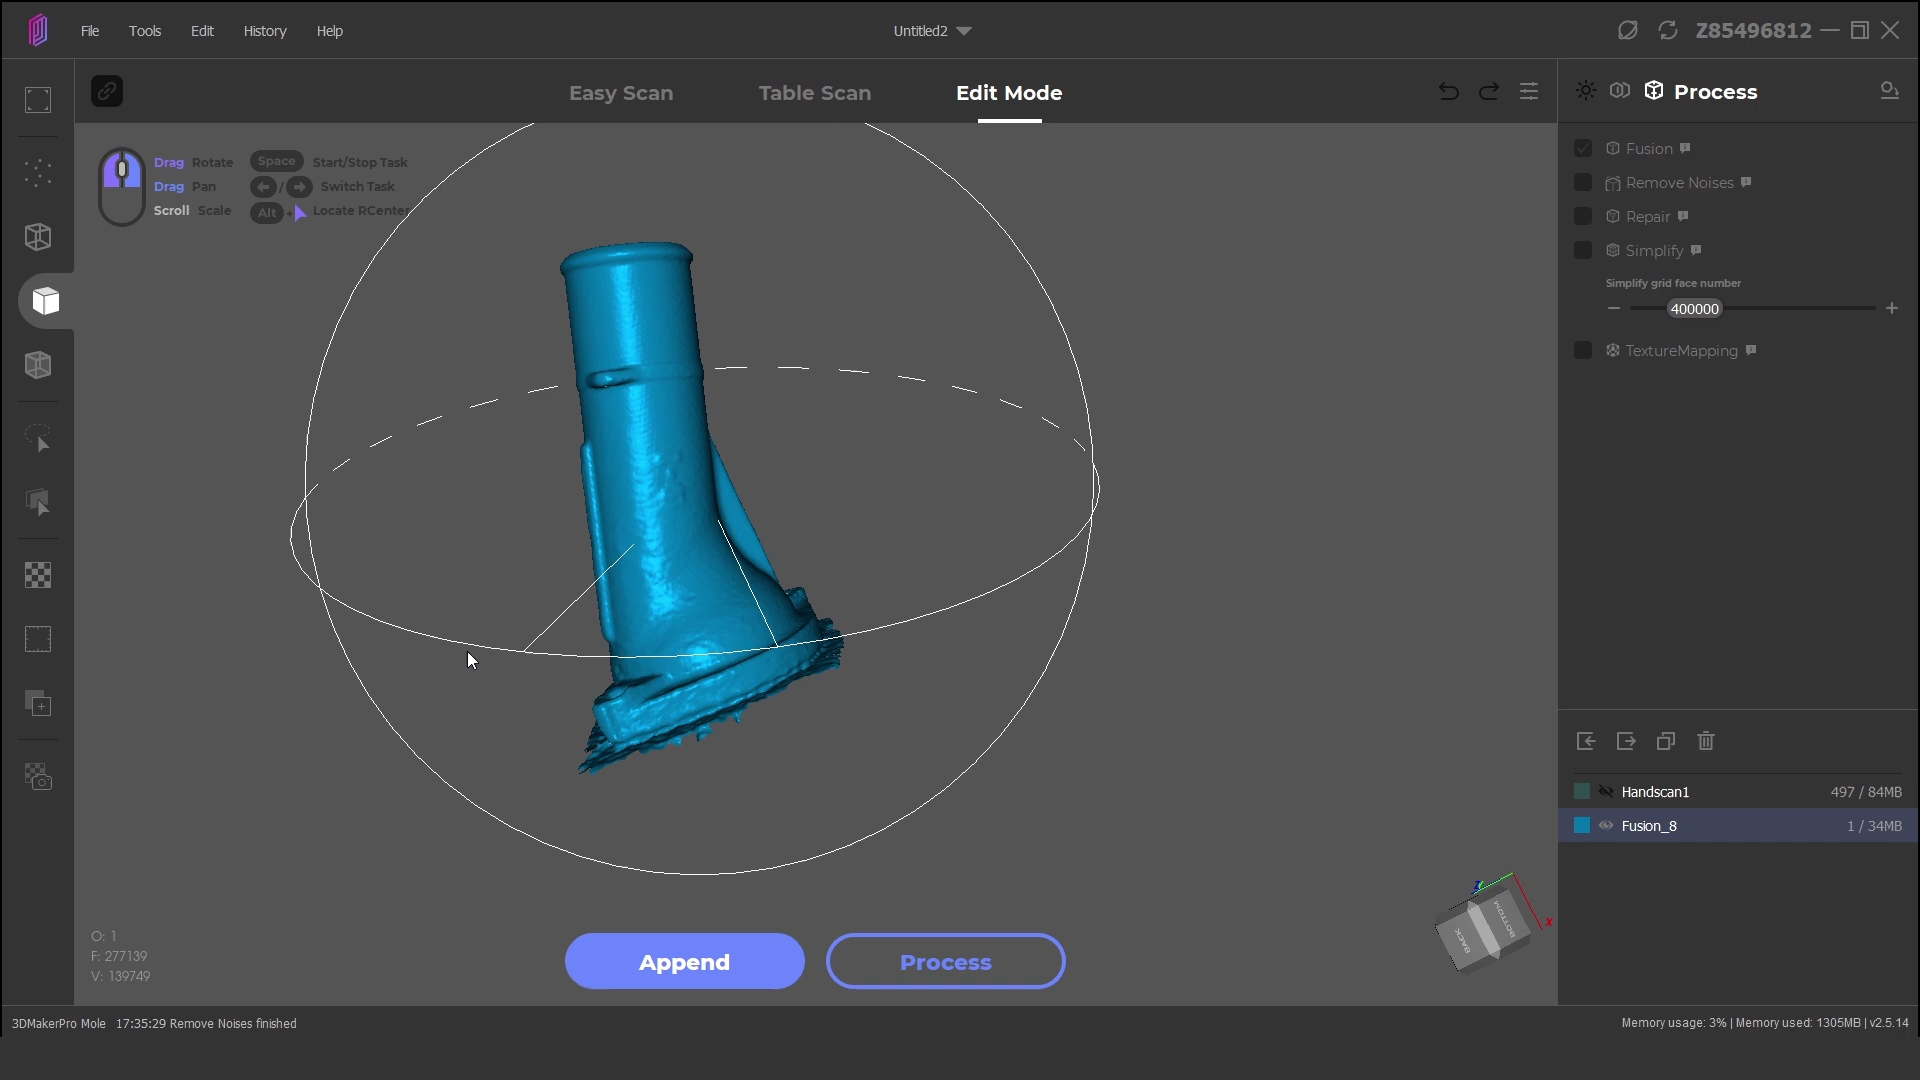 File Tools Edit History Help
Untitled2
Z85496812
Easy Scan Table Scan Edit Mode
Process
Drag Rotate Space Start/Stop Task
Drag Pan / Switch Task
Scroll Scale Alt + Locate RCenter
Fusion
Remove Noises
Repair
Simplify
Simplify grid face number
400000
TextureMapping
Handscan1 497 / 84MB
Fusion_8 1 / 34MB
Z
X
BACK
BOTTOM
O: 1
F: 277139
V: 139749
Append Process
3DMakerPro Mole 17:35:29 Remove Noises finished
Memory usage: 3% | Memory used: 1305MB | v2.5.14